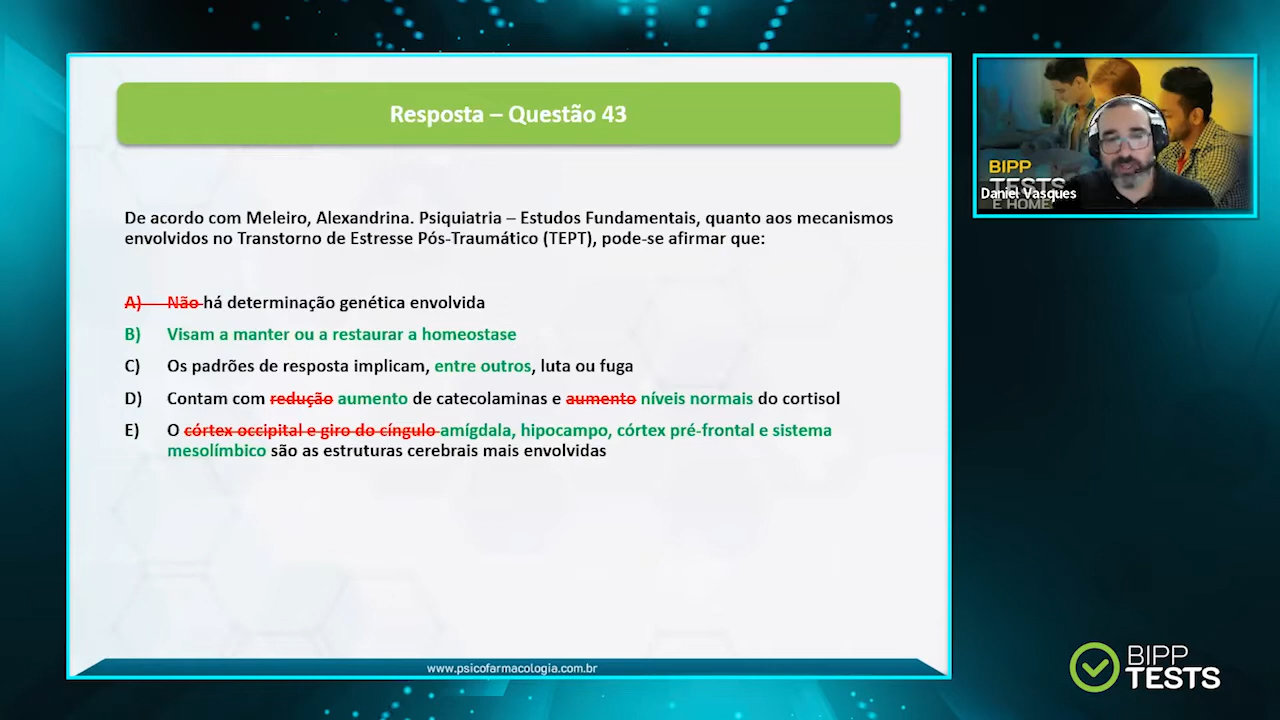 Resposta – Questão 43
De acordo com Meleiro, Alexandrina. Psiquiatria – Estudos Fundamentais, quanto aos mecanismos
envolvidos no Transtorno de Estresse Pós-Traumático (TEPT), pode-se afirmar que:
A) Não há determinação genética envolvida
B) Visam a manter ou a restaurar a homeostase
C) Os padrões de resposta implicam, entre outros, luta ou fuga
D) Contam com redução aumento de catecolaminas e aumento níveis normais do cortisol
E) O córtex occipital e giro do cíngulo amígdala, hipocampo, córtex pré-frontal e sistema
mesolímbico são as estruturas cerebrais mais envolvidas
www.psicofarmacologia.com.br
BIPP
TESTS
E HOME
Daniel Vasques
BIPP
TESTS